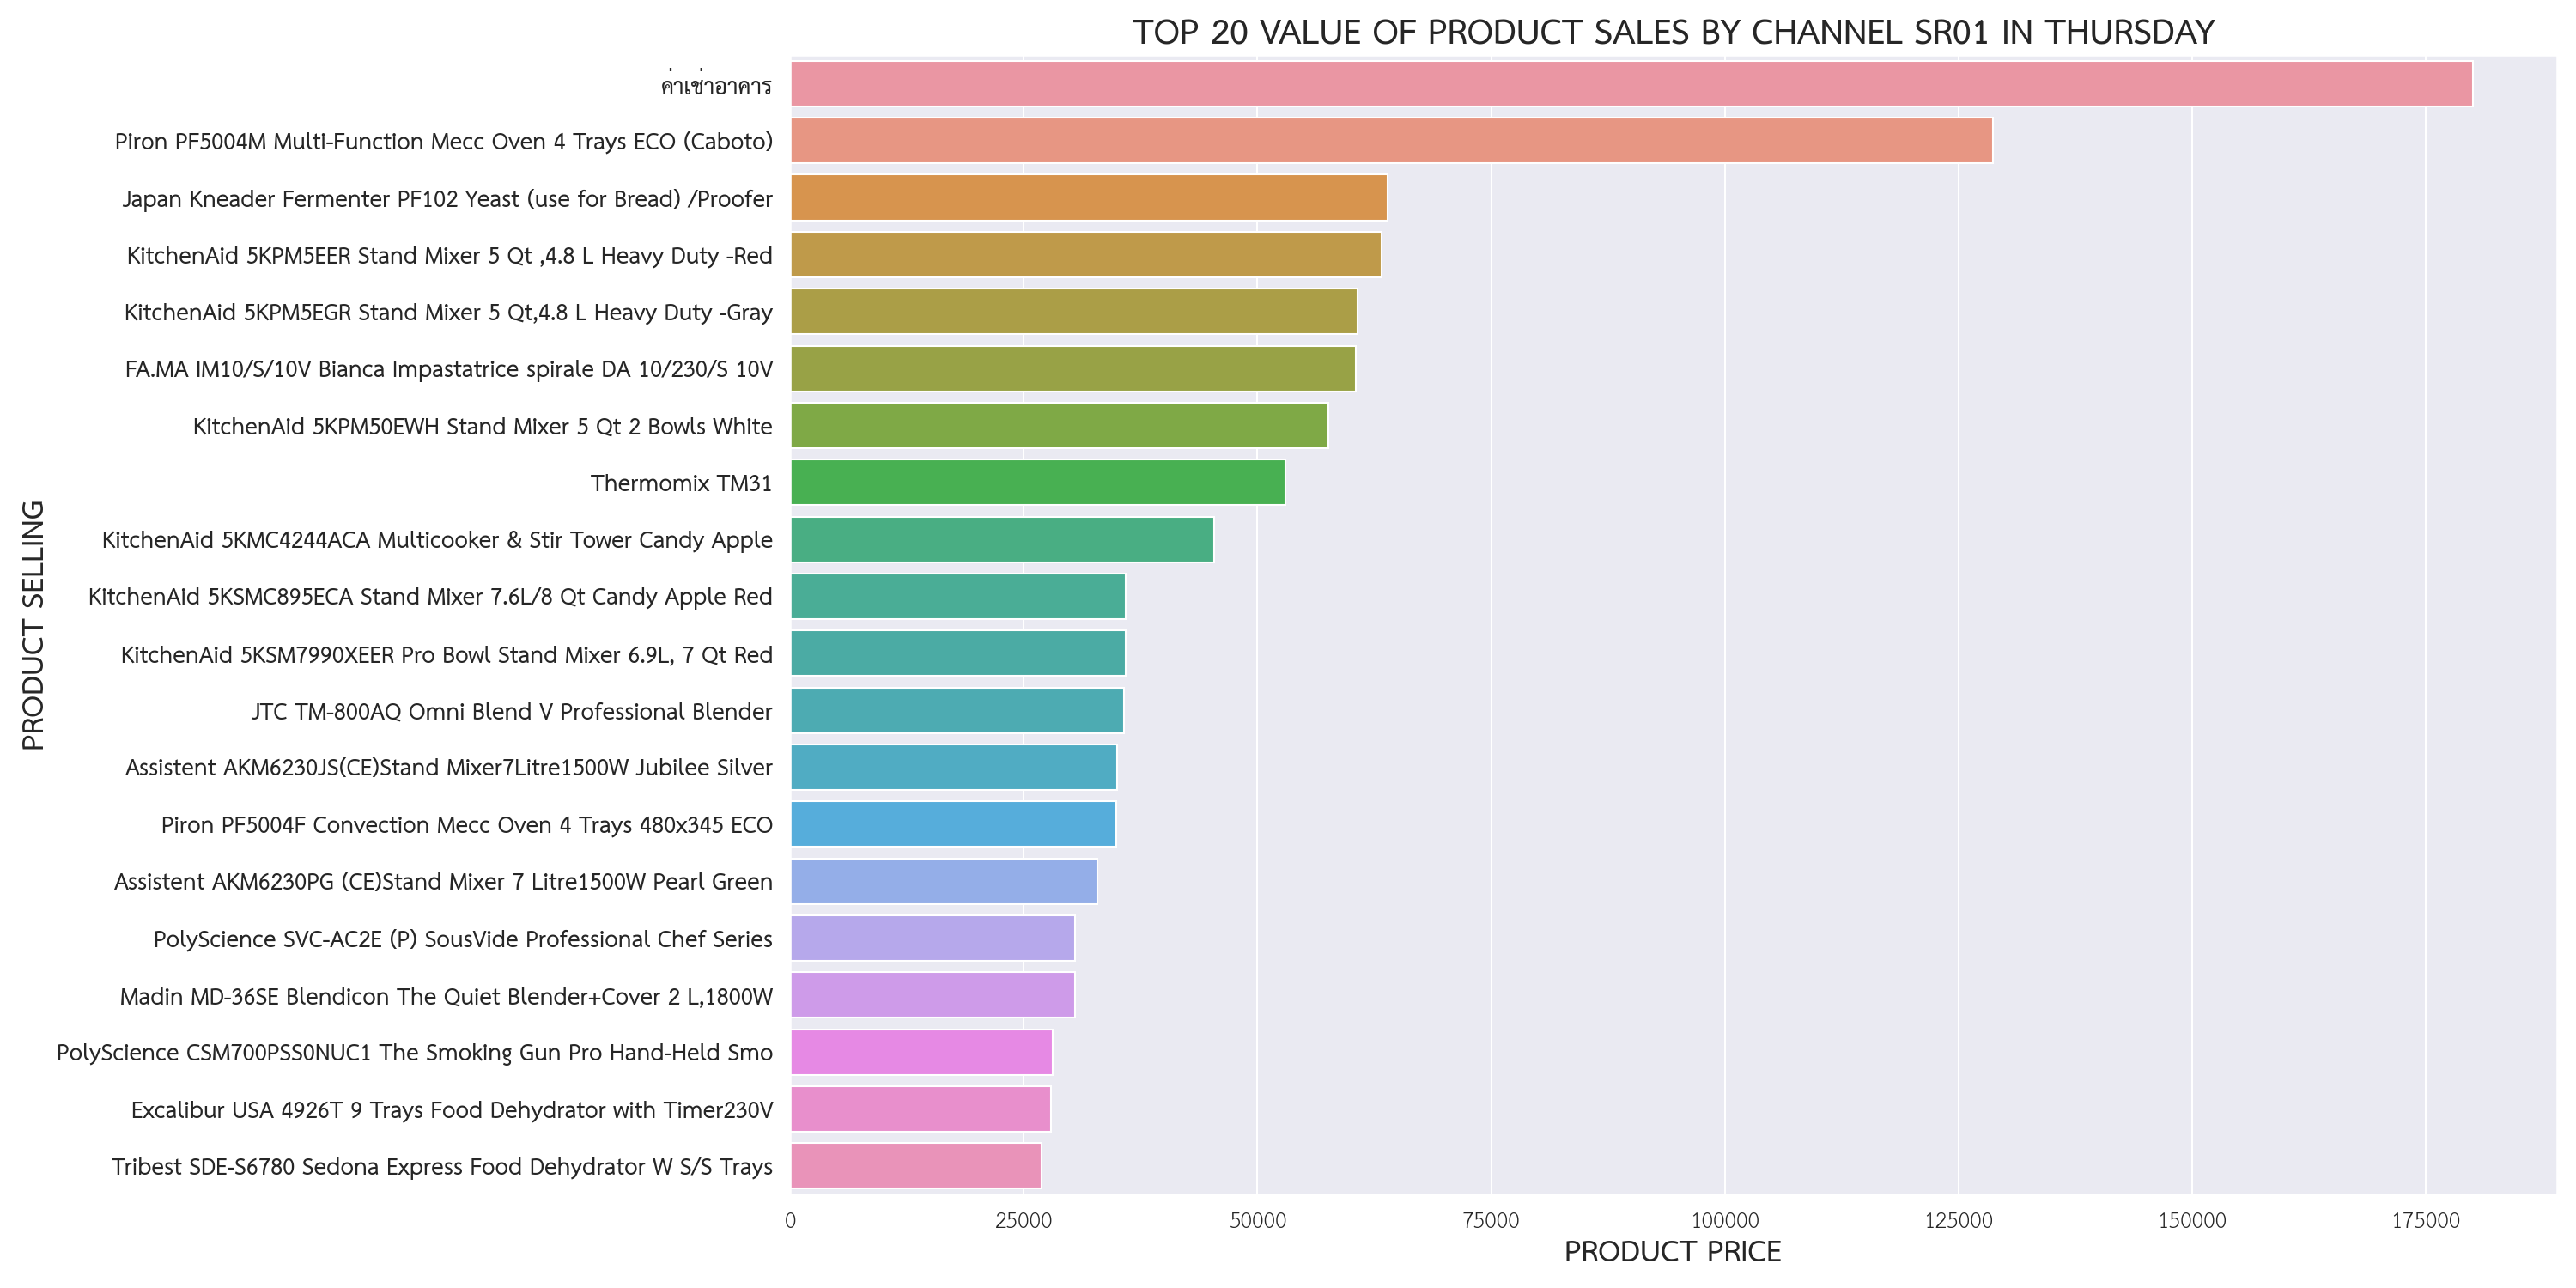 TOP 20 VALUE OF PRODUCT SALES BY CHANNEL SR01 IN THURSDAY
PRODUCT SELLING
ค่าเช่าอาคาร
Piron PF5004M Multi-Function Mecc Oven 4 Trays ECO (Caboto)
Japan Kneader Fermenter PF102 Yeast (use for Bread) /Proofer
KitchenAid 5KPM5EER Stand Mixer 5 Qt ,4.8 L Heavy Duty -Red
KitchenAid 5KPM5EGR Stand Mixer 5 Qt,4.8 L Heavy Duty -Gray
FA.MA IM10/S/10V Bianca Impastatrice spirale DA 10/230/S 10V
KitchenAid 5KPM50EWH Stand Mixer 5 Qt 2 Bowls White
Thermomix TM31
KitchenAid 5KMC4244ACA Multicooker & Stir Tower Candy Apple
KitchenAid 5KSMC895ECA Stand Mixer 7.6L/8 Qt Candy Apple Red
KitchenAid 5KSM7990XEER Pro Bowl Stand Mixer 6.9L, 7 Qt Red
JTC TM-800AQ Omni Blend V Professional Blender
Assistent AKM6230JS(CE)Stand Mixer7Litre1500W Jubilee Silver
Piron PF5004F Convection Mecc Oven 4 Trays 480x345 ECO
Assistent AKM6230PG (CE)Stand Mixer 7 Litre1500W Pearl Green
PolyScience SVC-AC2E (P) SousVide Professional Chef Series
Madin MD-36SE Blendicon The Quiet Blender+Cover 2 L,1800W
PolyScience CSM700PSS0NUC1 The Smoking Gun Pro Hand-Held Smo
Excalibur USA 4926T 9 Trays Food Dehydrator with Timer230V
Tribest SDE-S6780 Sedona Express Food Dehydrator W S/S Trays
0 25000 50000 75000 100000 125000 150000 175000
PRODUCT PRICE